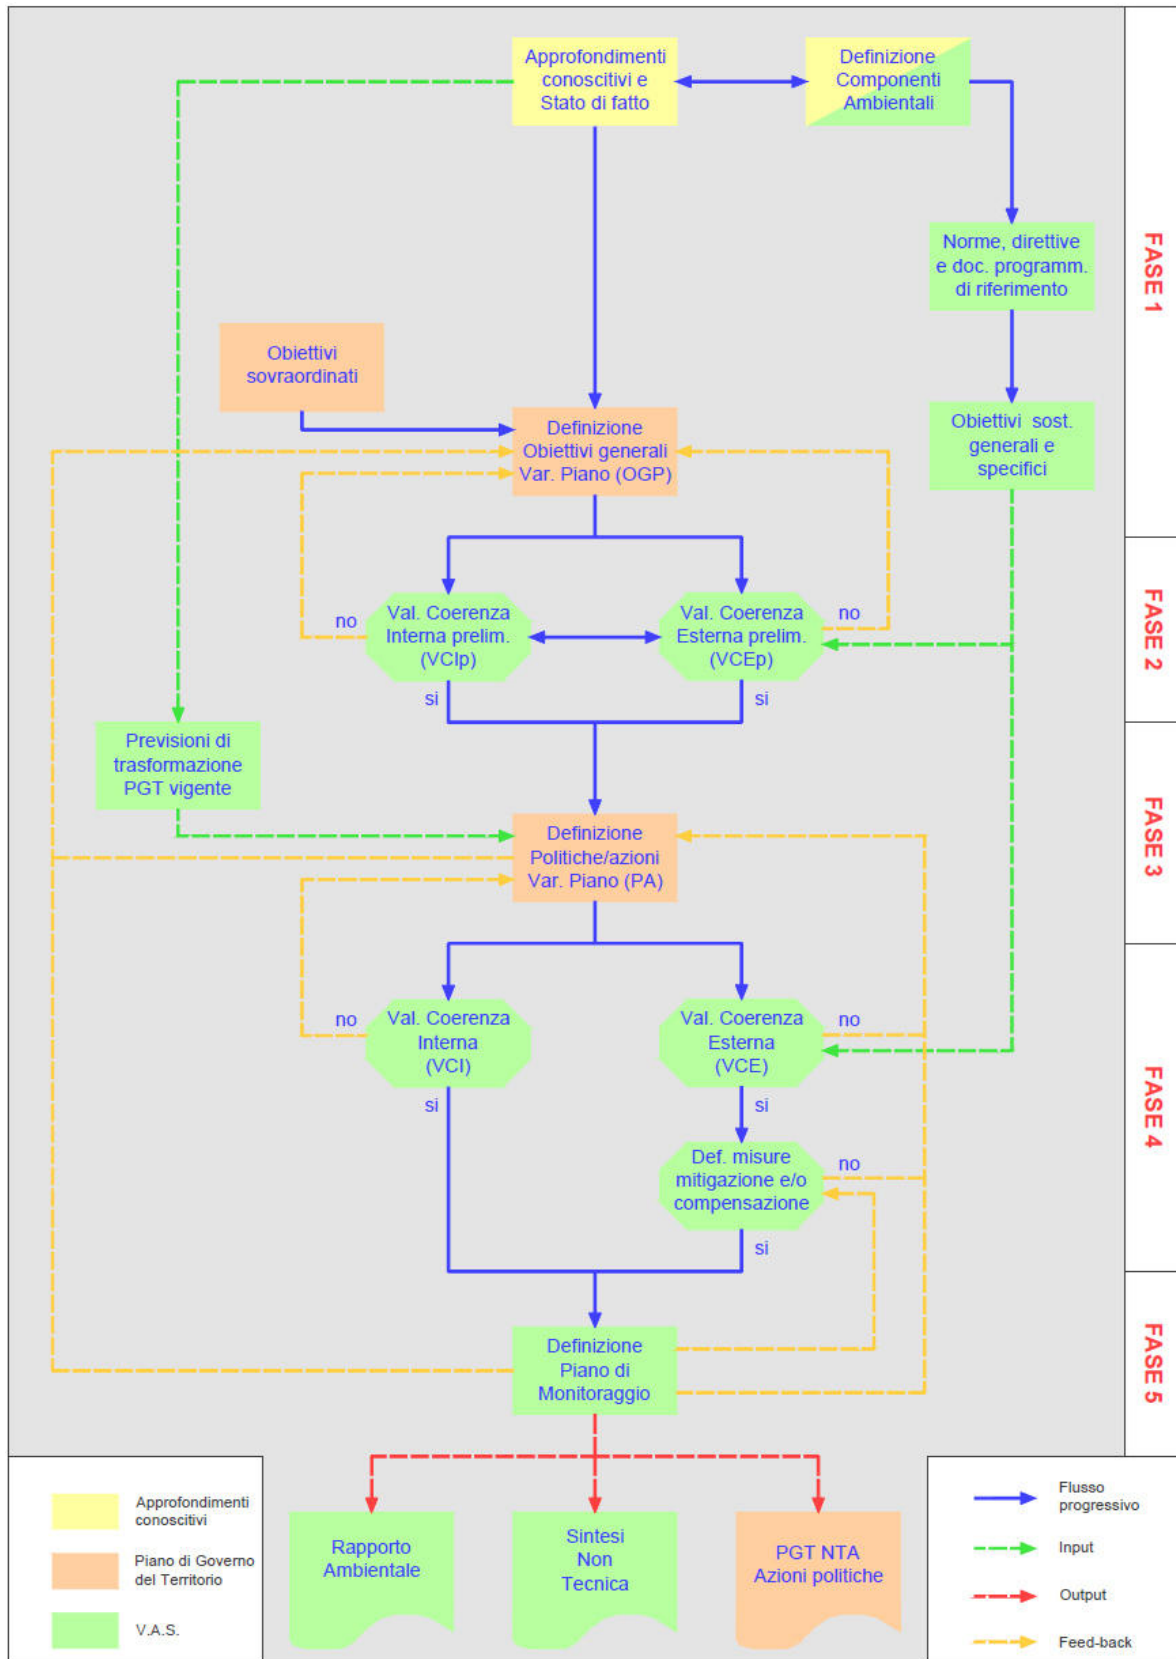 Approfondimenti
conoscitivi e
Stato di fatto
Definizione
Componenti
Ambientali
FASE 1
Norme, direttive
e doc. programm.
di riferimento
Obiettivi
sovraordinati
Obiettivi sost.
generali e
specifici
Definizione
Obiettivi generali
Var. Piano (OGP)
FASE 2
no
Val. Coerenza
Interna prelim.
(VCIp)
si
Val. Coerenza
Esterna prelim.
(VCEp)
no
si
FASE 3
Previsioni di
trasformazione
PGT vigente
Definizione
Politiche/azioni
Var. Piano (PA)
FASE 4
no
Val. Coerenza
Interna
(VCI)
si
Val. Coerenza
Esterna
(VCE)
no
si
Def. misure
mitigazione e/o
compensazione
no
si
FASE 5
Definizione
Piano di
Monitoraggio
Approfondimenti
conoscitivi
Piano di Governo
del Territorio
V.A.S.
Rapporto
Ambientale
Sintesi
Non
Tecnica
PGT NTA
Azioni politiche
Flusso
progressivo
Input
Output
Feed-back